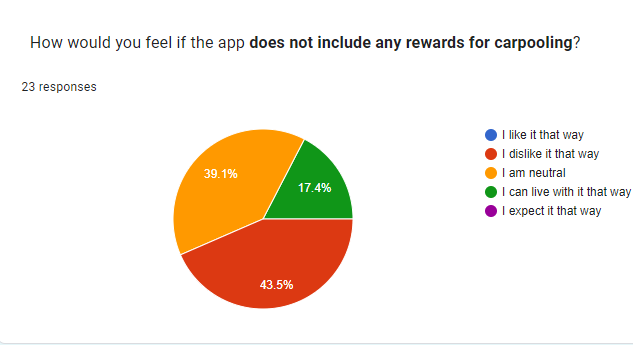 How would you feel if the app does not include any rewards for carpooling?
23 responses
I like it that way
I dislike it that way
I am neutral
I can live with it that way
I expect it that way
39.1%
17.4%
43.5%